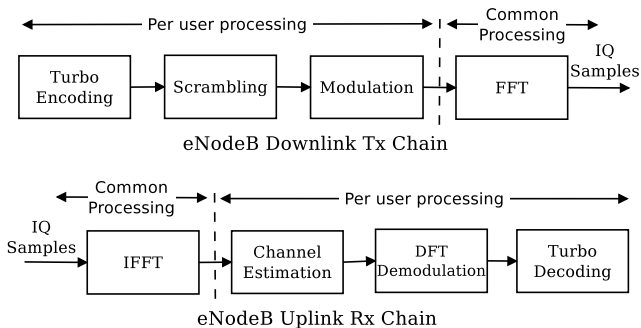 Per user processing
Common
Processing
IQ
Samples
Turbo
Encoding
Scrambling
Modulation
FFT
eNodeB Downlink Tx Chain
Common
Processing
Per user processing
IQ
Samples
IFFT
Channel
Estimation
DFT
Demodulation
Turbo
Decoding
eNodeB Uplink Rx Chain